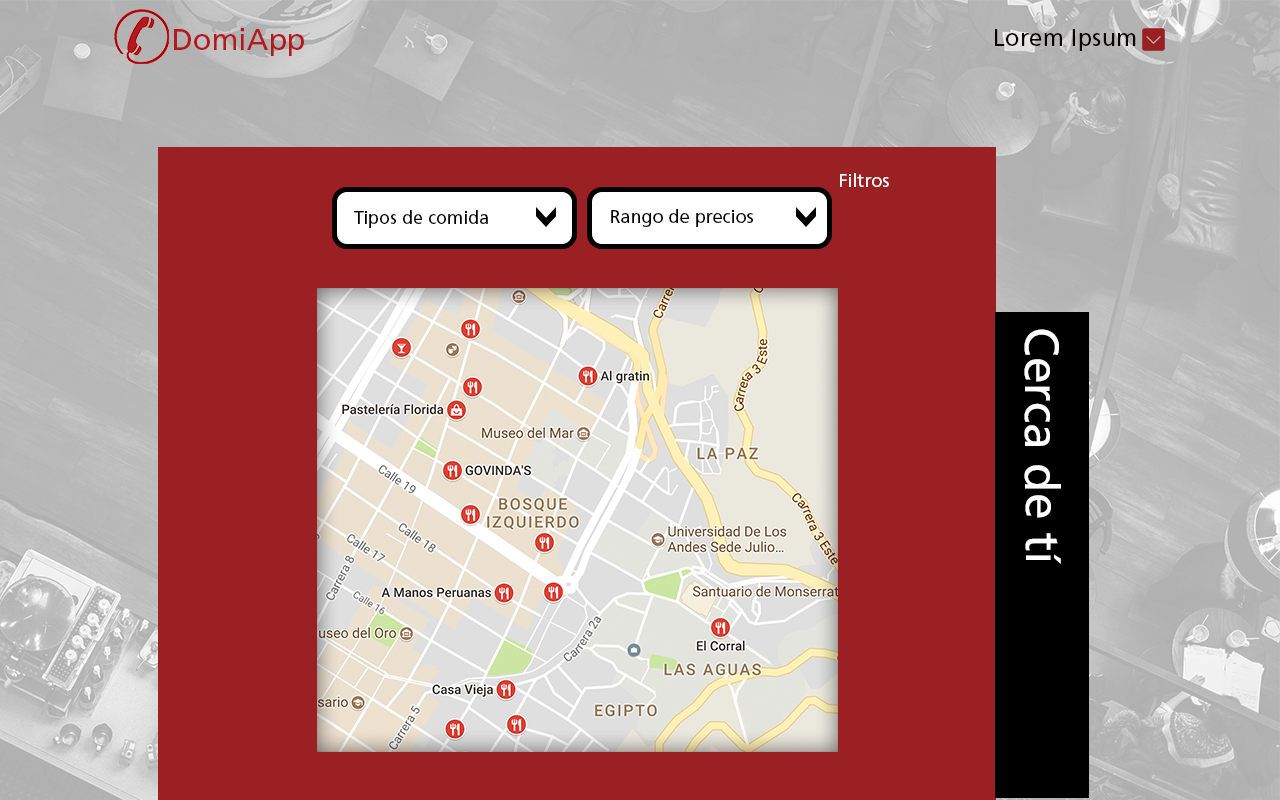 DomiApp
Lorem Ipsum
Filtros
Tipos de comida
Rango de precios
Cerca de tí
Carrera
Carrera 3 Este
Al gratin
Pastelería Florida
Museo del Mar
LA PAZ
GOVINDA'S
Calle 19
BOSQUE
IZQUIERDO
Carrera 3 Este
Universidad De Los
Andes Sede Julio...
Calle 18
Calle 17
Carrera 8
A Manos Peruanas
Santuario de Monserrat
Calle 16
useo del Oro
Carrera 2a
El Corral
LAS AGUAS
Casa Vieja
sario
EGIPTO
Carrera 5